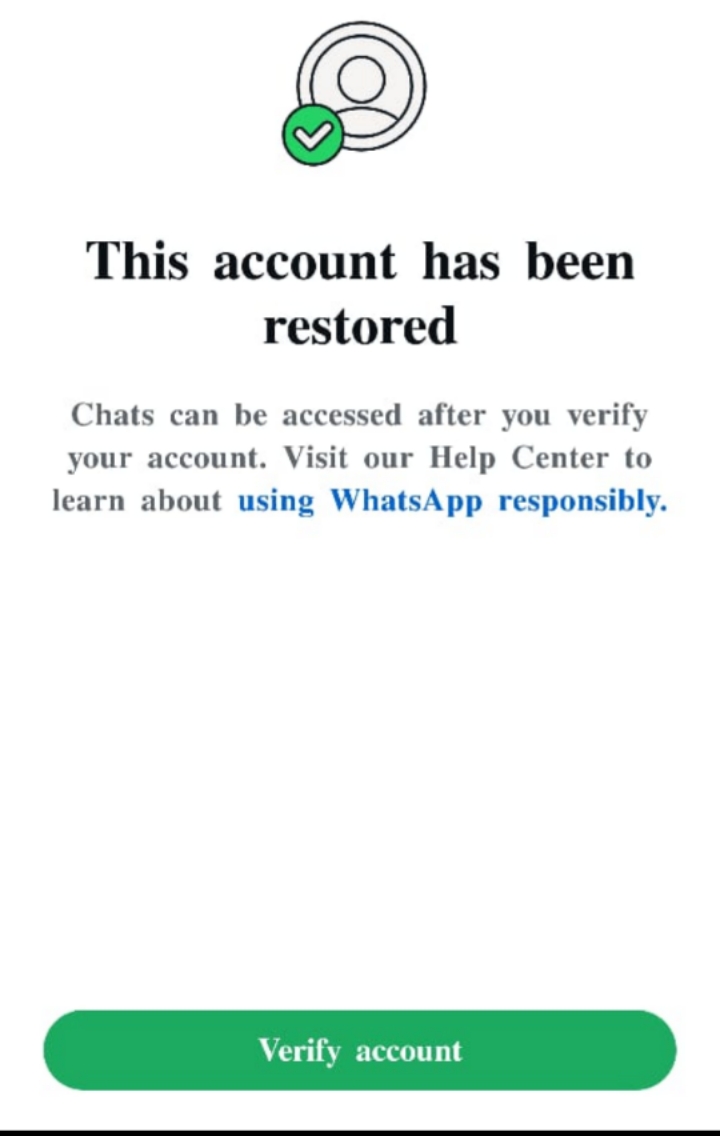 This account has been
restored
Chats can be accessed after you verify
your account. Visit our Help Center to
learn about using WhatsApp responsibly.
Verify account